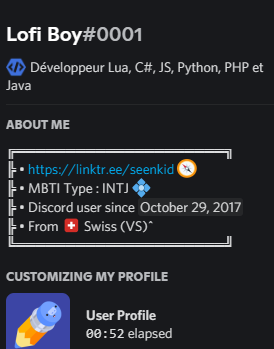 Lofi Boy#0001
Développeur Lua, C#, JS, Python, PHP et
Java
ABOUT ME
╔══════════════════════╗
╠ • https://linktr.ee/seenkid 🧭
╠ • MBTI Type : INTJ 💠
╠ • Discord user since October 29, 2017
╠ • From 🇨🇭 Swiss (VS)ˆ
╚══════════════════════╝
CUSTOMIZING MY PROFILE
User Profile
00:52 elapsed